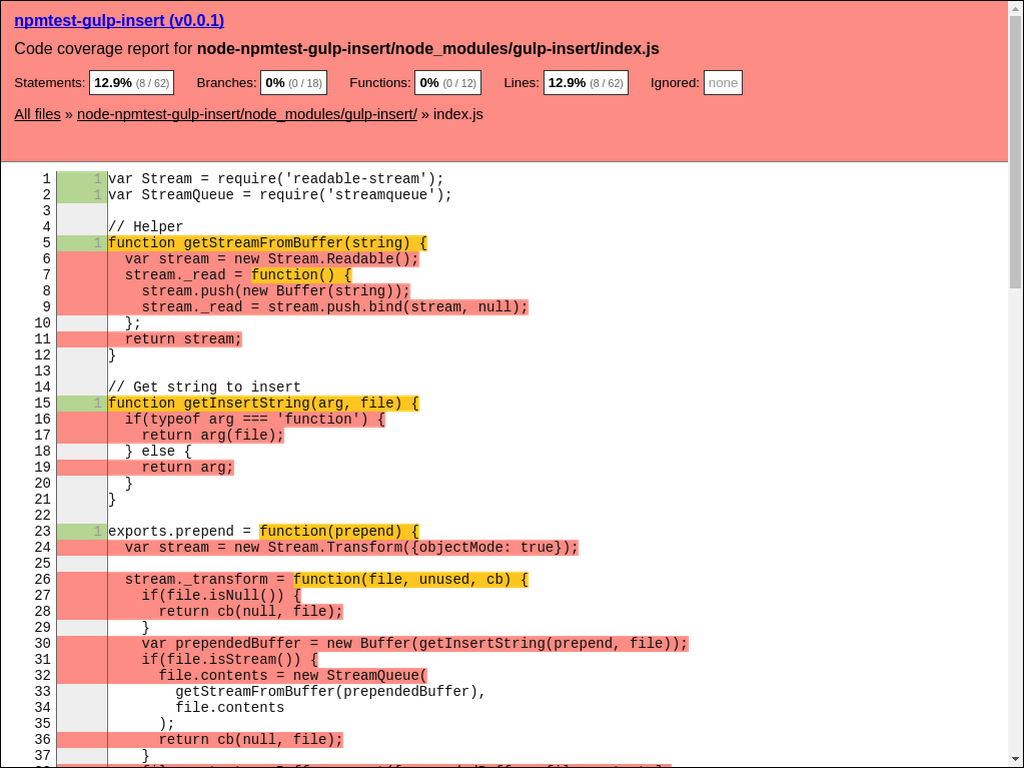 npmtest-gulp-insert (v0.0.1)
Code coverage report for node-npmtest-gulp-insert/node_modules/gulp-insert/index.js
Statements: 12.9% (8 / 62) Branches: 0% (0 / 18) Functions: 0% (0 / 12) Lines: 12.9% (8 / 62) Ignored: none
All files » node-npmtest-gulp-insert/node_modules/gulp-insert/ » index.js
1 1 var Stream = require('readable-stream');
2 1 var StreamQueue = require('streamqueue');
3
4 // Helper
5 1 function getStreamFromBuffer(string) {
6   var stream = new Stream.Readable();
7   stream._read = function() {
8     stream.push(new Buffer(string));
9     stream._read = stream.push.bind(stream, null);
10   };
11   return stream;
12 }
13
14 // Get string to insert
15 1 function getInsertString(arg, file) {
16   if(typeof arg === 'function') {
17     return arg(file);
18   } else {
19     return arg;
20   }
21 }
22
23 1 exports.prepend = function(prepend) {
24   var stream = new Stream.Transform({objectMode: true});
25
26   stream._transform = function(file, unused, cb) {
27     if(file.isNull()) {
28       return cb(null, file);
29     }
30     var prependedBuffer = new Buffer(getInsertString(prepend, file));
31     if(file.isStream()) {
32       file.contents = new StreamQueue(
33         getStreamFromBuffer(prependedBuffer),
34         file.contents
35       );
36       return cb(null, file);
37     }